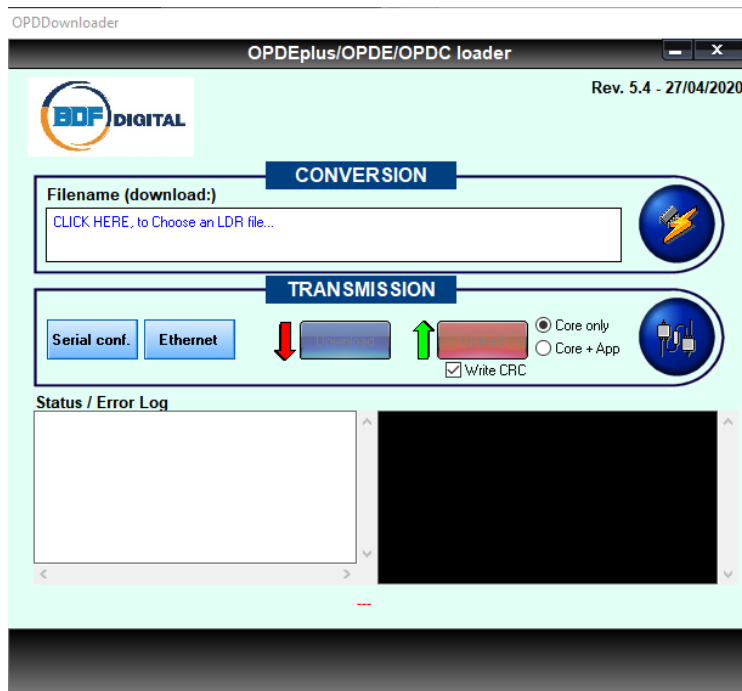 OPDDownloader
OPDEplus/OPDE/OPDC loader
Rev. 5.4 - 27/04/2020
BDF DIGITAL
CONVERSION
Filename (download:)
CLICK HERE, to Choose an LDR file...
TRANSMISSION
Serial conf.
Ethernet
Download
Core only
Core + App
Write CRC
Status / Error Log
---